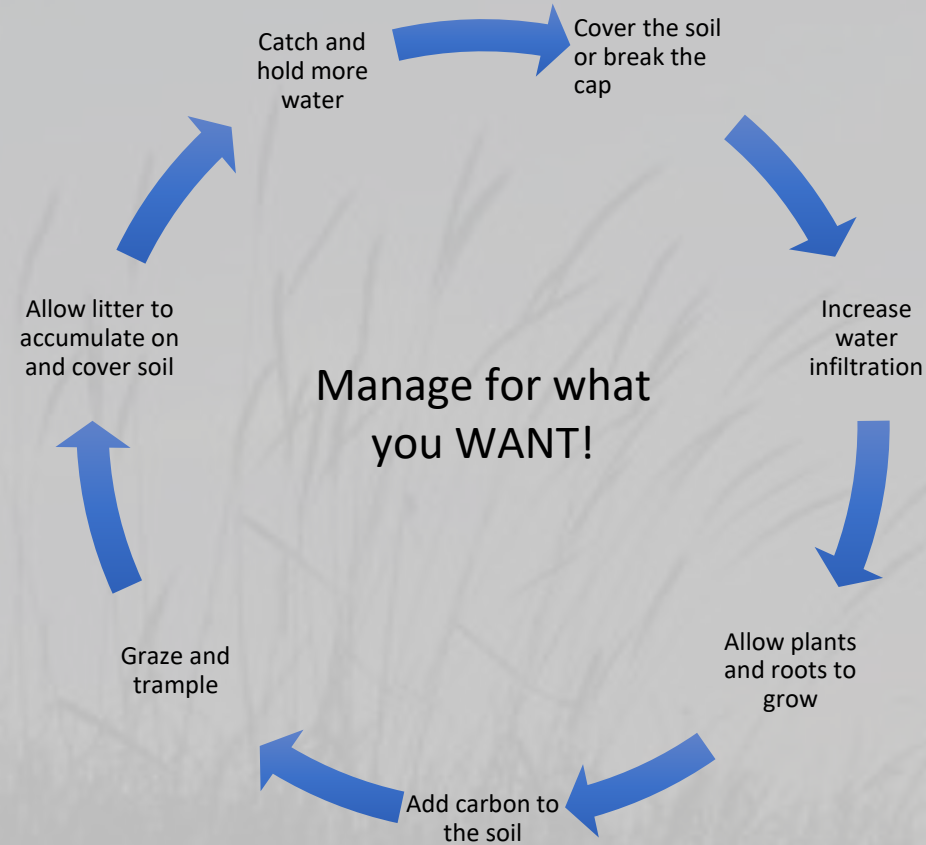 Catch and
hold more
water
Cover the soil
or break the
cap
Increase
water
infiltration
Allow plants
and roots to
grow
Add carbon to
the soil
Graze and
trample
Allow litter to
accumulate on
and cover soil
Manage for what
you WANT!